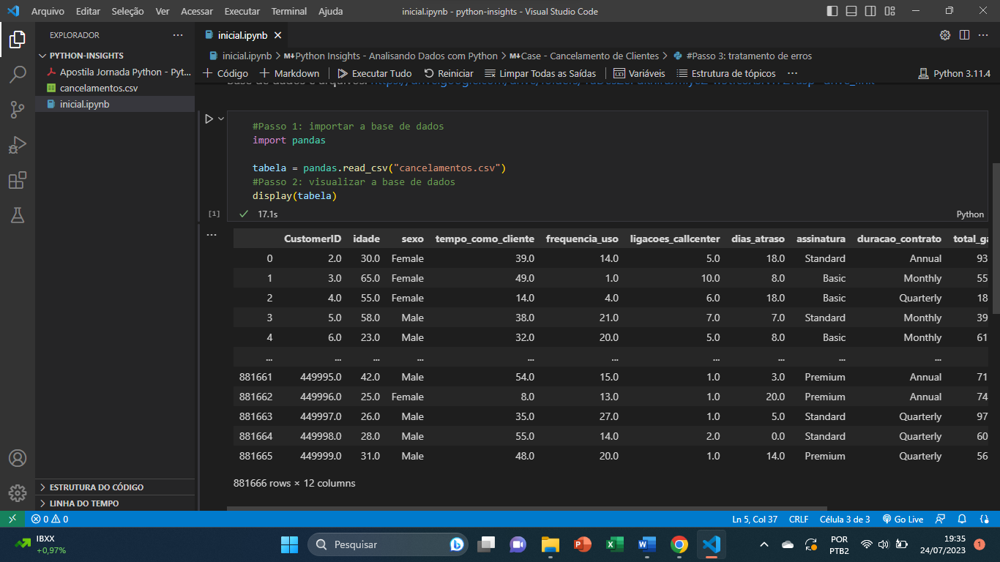 Arquivo Editar Seleção Ver Acessar Executar Terminal Ajuda inicial.ipynb - python-insights - Visual Studio Code
EXPLORADOR
PYTHON-INSIGHTS
Apostila Jornada Python - Pyt...
cancelamentos.csv
inicial.ipynb
ESTRUTURA DO CÓDIGO
LINHA DO TEMPO
inicial.ipynb
inicial.ipynb > Python Insights - Analisando Dados com Python > Case - Cancelamento de Clientes > #Passo 3: tratamento de erros
+ Código + Markdown Executar Tudo Reiniciar Limpar Todas as Saídas Variáveis Estrutura de tópicos ... Python 3.11.4
#Passo 1: importar a base de dados
import pandas
tabela = pandas.read_csv("cancelamentos.csv")
#Passo 2: visualizar a base de dados
display(tabela)
[1] 17.1s Python
CustomerID idade sexo tempo_como_cliente frequencia_uso ligacoes_callcenter dias_atraso assinatura duracao_contrato total_ga
0 2.0 30.0 Female 39.0 14.0 5.0 18.0 Standard Annual 93
1 3.0 65.0 Female 49.0 1.0 10.0 8.0 Basic Monthly 55
2 4.0 55.0 Female 14.0 4.0 6.0 18.0 Basic Quarterly 18
3 5.0 58.0 Male 38.0 21.0 7.0 7.0 Standard Monthly 39
4 6.0 23.0 Male 32.0 20.0 5.0 8.0 Basic Monthly 61
... ... ... ... ... ... ... ... ... ...
881661 449995.0 42.0 Male 54.0 15.0 1.0 3.0 Premium Annual 71
881662 449996.0 25.0 Female 8.0 13.0 1.0 20.0 Premium Annual 74
881663 449997.0 26.0 Male 35.0 27.0 1.0 5.0 Standard Quarterly 97
881664 449998.0 28.0 Male 55.0 14.0 2.0 0.0 Standard Quarterly 60
881665 449999.0 31.0 Male 48.0 20.0 1.0 14.0 Premium Quarterly 56
881666 rows × 12 columns
0 0 Ln 5, Col 37 CRLF Célula 3 de 3 Go Live
IBXX
+0,97%
Pesquisar
POR
PTB2
19:35
24/07/2023
1